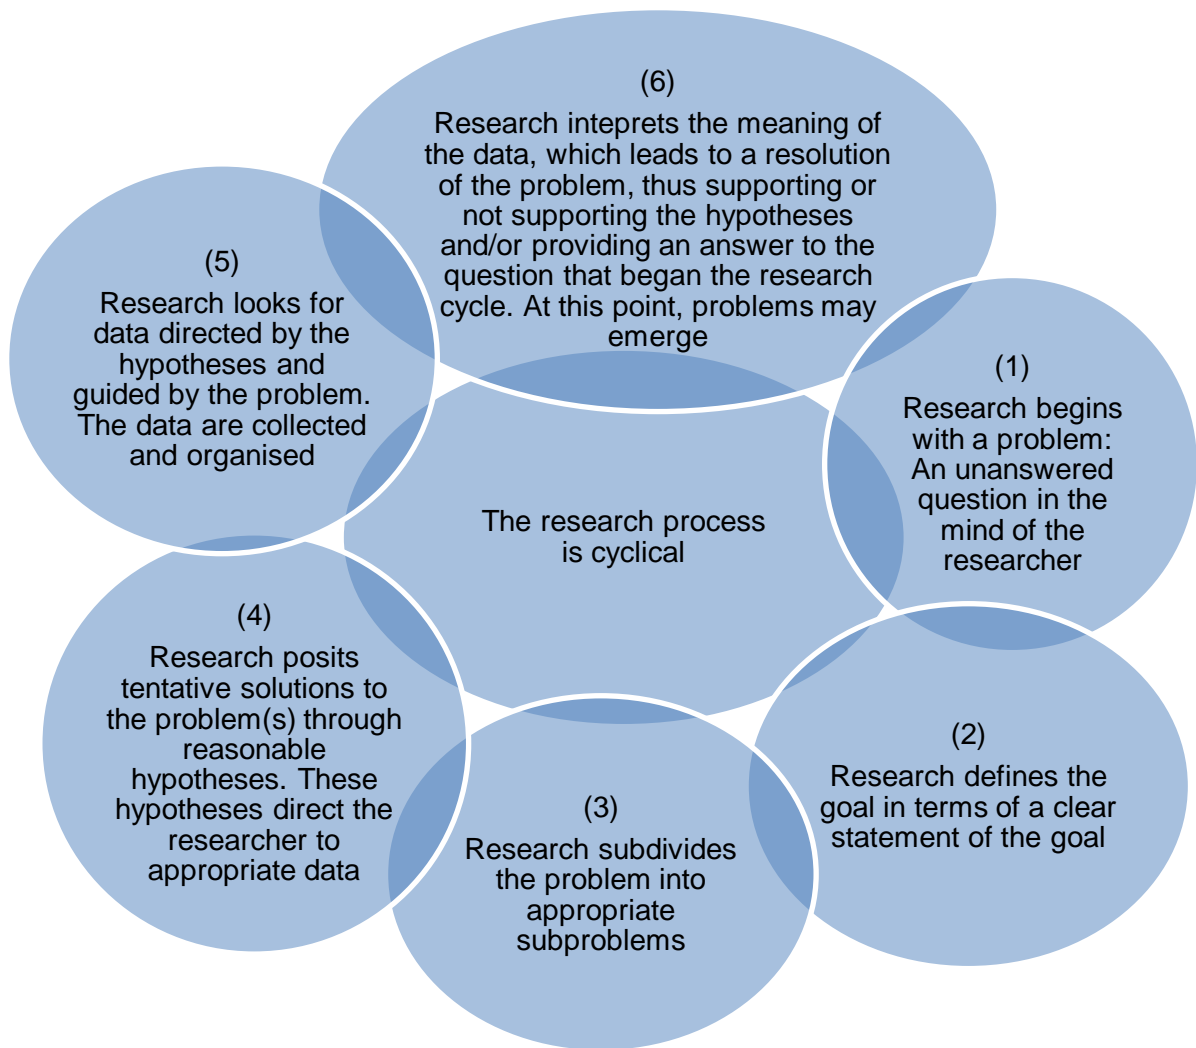 (6)
Research inteprets the meaning of
the data, which leads to a resolution
of the problem, thus supporting or
not supporting the hypotheses
and/or providing an answer to the
question that began the research
cycle. At this point, problems may
emerge
(5)
Research looks for
data directed by the
hypotheses and
guided by the problem.
The data are collected
and organised
(1)
Research begins
with a problem:
An unanswered
question in the
mind of the
researcher
The research process
is cyclical
(4)
Research posits
tentative solutions to
the problem(s) through
reasonable
hypotheses. These
hypotheses direct the
researcher to
appropriate data
(3)
Research subdivides
the problem into
appropriate
subproblems
(2)
Research defines the
goal in terms of a clear
statement of the goal